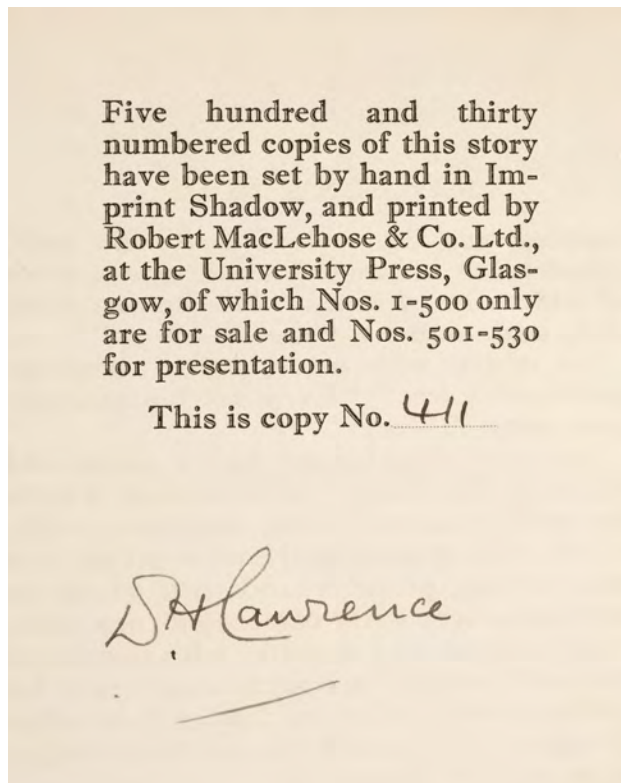 Five hundred and thirty
numbered copies of this story
have been set by hand in Im-
print Shadow, and printed by
Robert MacLehose & Co. Ltd.,
at the University Press, Glas-
gow, of which Nos. 1-500 only
are for sale and Nos. 501-530
for presentation.
This is copy No. 411
D. H. Lawrence